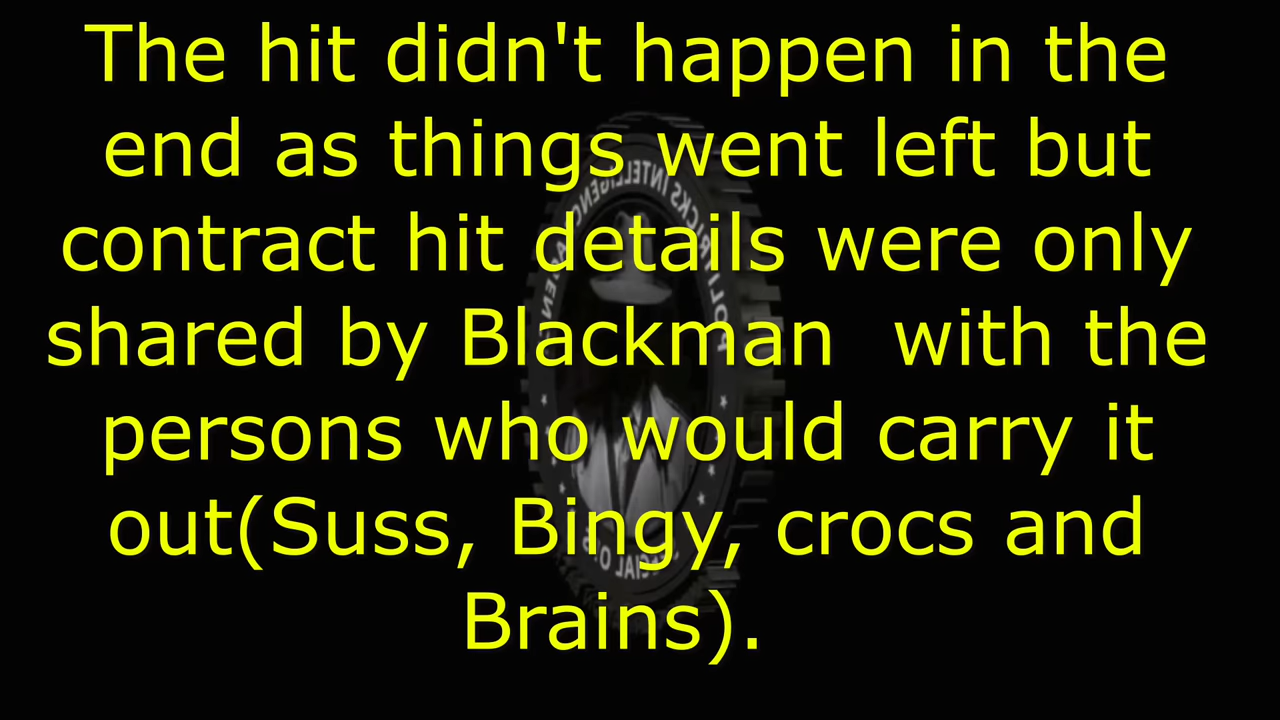 The hit didn't happen in the
end as things went left but
contract hit details were only
shared by Blackman  with the
persons who would carry it
out(Suss, Bingy, crocs and
Brains).